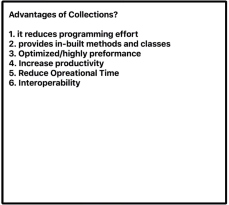 Advantages of Collections?
1. it reduces programming effort
2. provides in-built methods and classes
3. Optimized/highly preformance
4. Increase productivity
5. Reduce Opreational Time
6. Interoperability